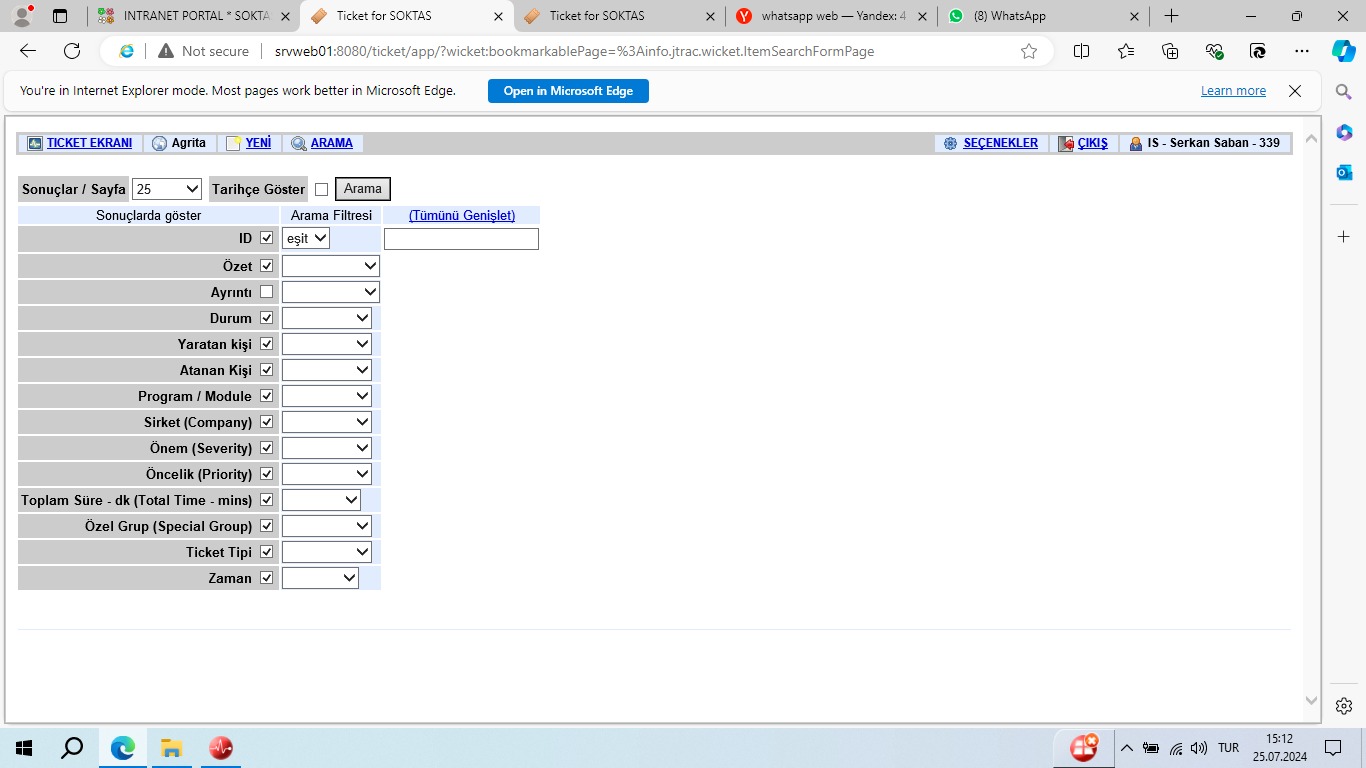 INTRANET PORTAL * SOKTA
Ticket for SOKTAS
Ticket for SOKTAS
whatsapp web — Yandex: 4
(8) WhatsApp
Not secure
srvweb01:8080/ticket/app/?wicket:bookmarkablePage=%3Ainfo.jtrac.wicket.ItemSearchFormPage
You're in Internet Explorer mode. Most pages work better in Microsoft Edge.
Open in Microsoft Edge
Learn more
TICKET EKRANI
Agrita
YENİ
ARAMA
SEÇENEKLER
ÇIKIŞ
IS - Serkan Saban - 339
Sonuçlar / Sayfa
25
Tarihçe Göster
Arama
Sonuçlarda göster
Arama Filtresi
(Tümünü Genişlet)
ID
eşit
Özet
Ayrıntı
Durum
Yaratan kişi
Atanan Kişi
Program / Module
Sirket (Company)
Önem (Severity)
Öncelik (Priority)
Toplam Süre - dk (Total Time - mins)
Özel Grup (Special Group)
Ticket Tipi
Zaman
TUR
15:12
25.07.2024